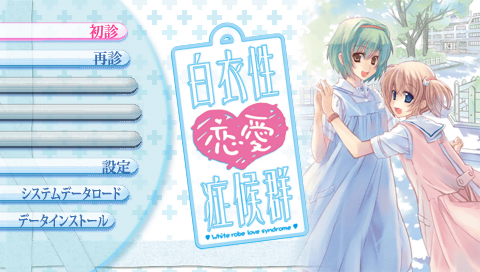 初診
再診
設定
システムデータロード
データインストール
白衣性
恋愛
症候群
White robe love syndrome